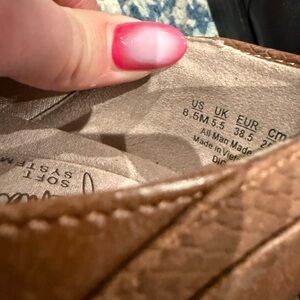 US UK EUR cm
8.5M 5.5 38.5
All Man Made
Made in
SOFT
SYSTEM